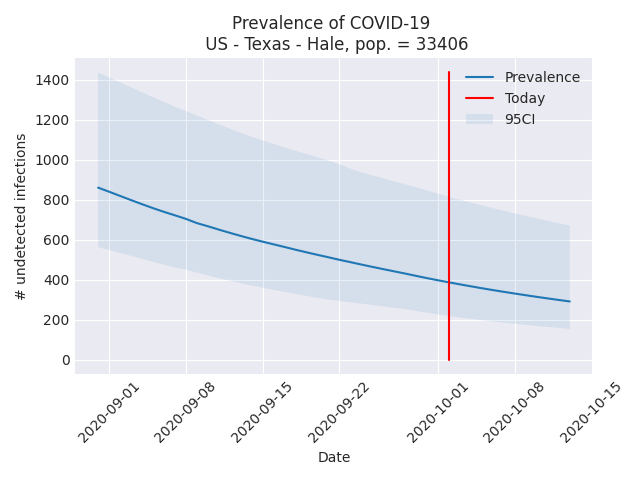 Prevalence of COVID-19
US - Texas - Hale, pop. = 33406
Prevalence
Today
95CI
# undetected infections
1400
1200
1000
800
600
400
200
0
2020-09-01
2020-09-08
2020-09-15
2020-09-22
2020-10-01
2020-10-08
2020-10-15
Date